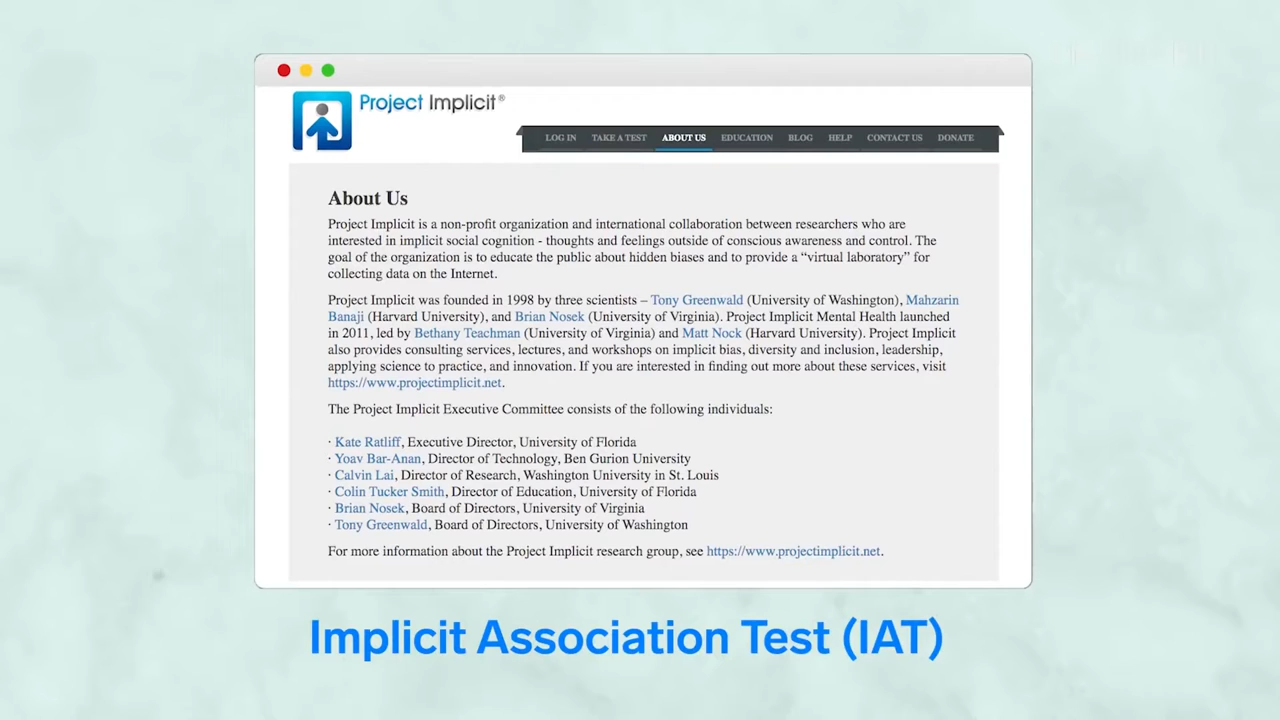 Project Implicit®
LOG IN TAKE A TEST ABOUT US EDUCATION BLOG HELP CONTACT US DONATE
About Us
Project Implicit is a non-profit organization and international collaboration between researchers who are
interested in implicit social cognition - thoughts and feelings outside of conscious awareness and control. The
goal of the organization is to educate the public about hidden biases and to provide a “virtual laboratory” for
collecting data on the Internet.
Project Implicit was founded in 1998 by three scientists – Tony Greenwald (University of Washington), Mahzarin
Banaji (Harvard University), and Brian Nosek (University of Virginia). Project Implicit Mental Health launched
in 2011, led by Bethany Teachman (University of Virginia) and Matt Nock (Harvard University). Project Implicit
also provides consulting services, lectures, and workshops on implicit bias, diversity and inclusion, leadership,
applying science to practice, and innovation. If you are interested in finding out more about these services, visit
https://www.projectimplicit.net.
The Project Implicit Executive Committee consists of the following individuals:
· Kate Ratliff, Executive Director, University of Florida
· Yoav Bar-Anan, Director of Technology, Ben Gurion University
· Calvin Lai, Director of Research, Washington University in St. Louis
· Colin Tucker Smith, Director of Education, University of Florida
· Brian Nosek, Board of Directors, University of Virginia
· Tony Greenwald, Board of Directors, University of Washington
For more information about the Project Implicit research group, see https://www.projectimplicit.net.
Implicit Association Test (IAT)